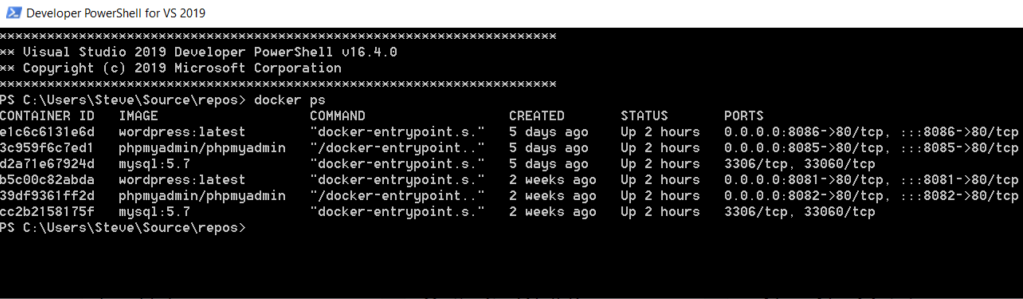 Developer PowerShell for VS 2019
**********************************************************************
** Visual Studio 2019 Developer PowerShell v16.4.0
** Copyright (c) 2019 Microsoft Corporation
**********************************************************************
PS C:\Users\Steve\Source\repos> docker ps
CONTAINER ID   IMAGE                   COMMAND                  CREATED       STATUS       PORTS
e1c6c6131e6d   wordpress:latest        "docker-entrypoint.s."   5 days ago    Up 2 hours   0.0.0.0:8086->80/tcp, :::8086->80/tcp
3c959f6c7ed1   phpmyadmin/phpmyadmin   "/docker-entrypoint.."   5 days ago    Up 2 hours   0.0.0.0:8085->80/tcp, :::8085->80/tcp
d2a71e67924d   mysql:5.7               "docker-entrypoint.s."   5 days ago    Up 2 hours   3306/tcp, 33060/tcp
b5c00c82abda   wordpress:latest        "docker-entrypoint.s."   2 weeks ago   Up 2 hours   0.0.0.0:8081->80/tcp, :::8081->80/tcp
39df9361ff2d   phpmyadmin/phpmyadmin   "/docker-entrypoint.."   2 weeks ago   Up 2 hours   0.0.0.0:8082->80/tcp, :::8082->80/tcp
cc2b2158175f   mysql:5.7               "docker-entrypoint.s."   2 weeks ago   Up 2 hours   3306/tcp, 33060/tcp
PS C:\Users\Steve\Source\repos>